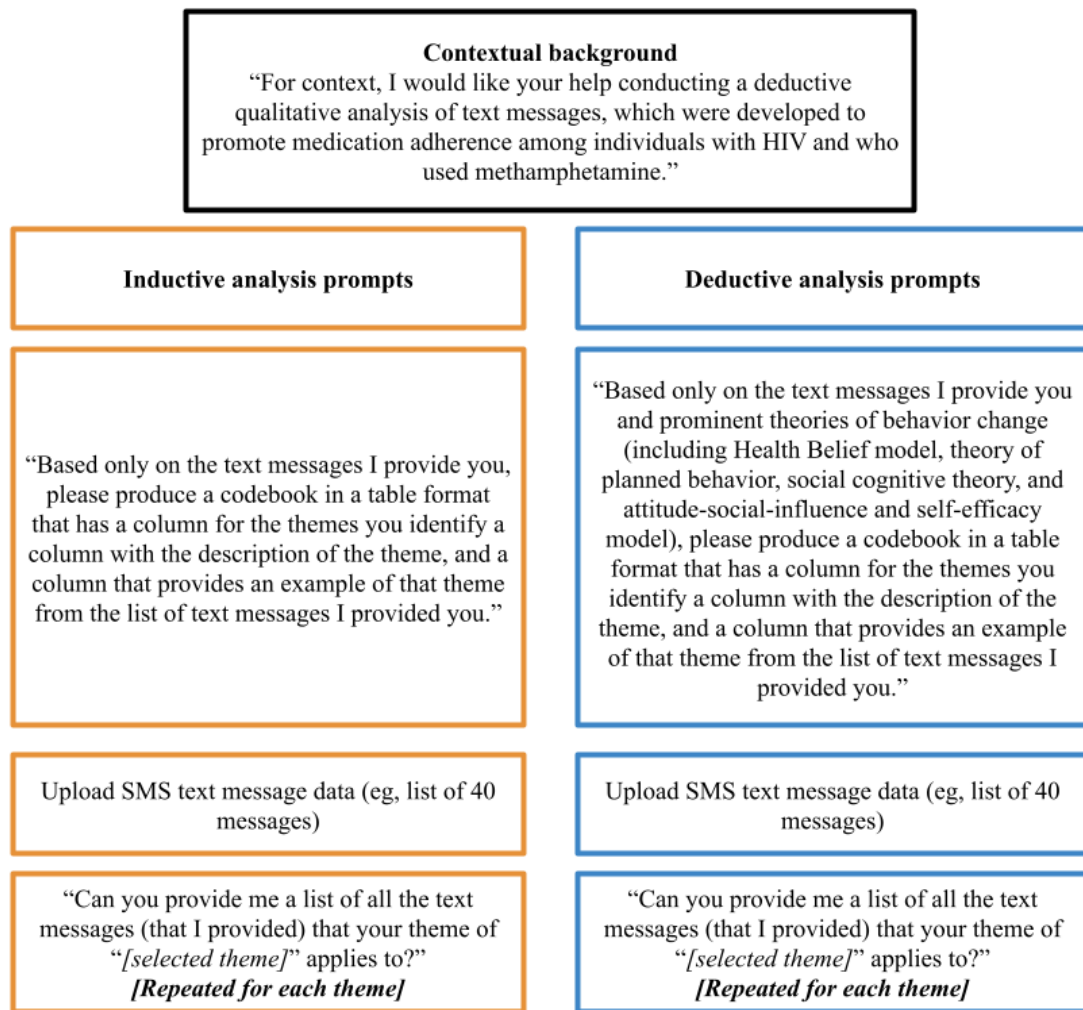 Contextual background
“For context, I would like your help conducting a deductive
qualitative analysis of text messages, which were developed to
promote medication adherence among individuals with HIV and who
used methamphetamine.”
Inductive analysis prompts
“Based only on the text messages I provide you,
please produce a codebook in a table format
that has a column for the themes you identify a
column with the description of the theme, and a
column that provides an example of that theme
from the list of text messages I provided you.”
Upload SMS text message data (eg, list of 40
messages)
“Can you provide me a list of all the text
messages (that I provided) that your theme of
“[selected theme]” applies to?”
[Repeated for each theme]
Deductive analysis prompts
“Based only on the text messages I provide you
and prominent theories of behavior change
(including Health Belief model, theory of
planned behavior, social cognitive theory, and
attitude-social-influence and self-efficacy
model), please produce a codebook in a table
format that has a column for the themes you
identify a column with the description of the
theme, and a column that provides an example
of that theme from the list of text messages I
provided you.”
Upload SMS text message data (eg, list of 40
messages)
“Can you provide me a list of all the text
messages (that I provided) that your theme of
“[selected theme]” applies to?”
[Repeated for each theme]